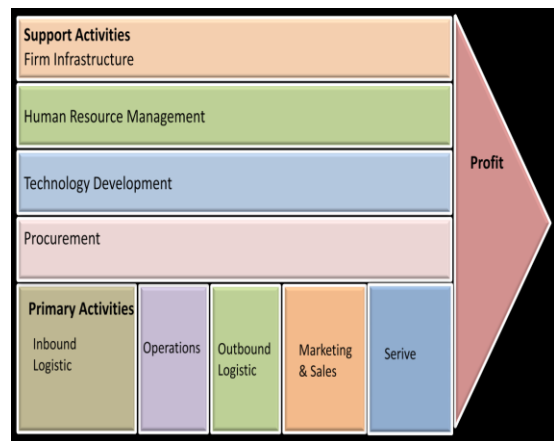 Support Activities
Firm Infrastructure
Human Resource Management
Technology Development
Profit
Procurement
Primary Activities
Inbound
Logistic
Operations
Outbound
Logistic
Marketing
& Sales
Serive